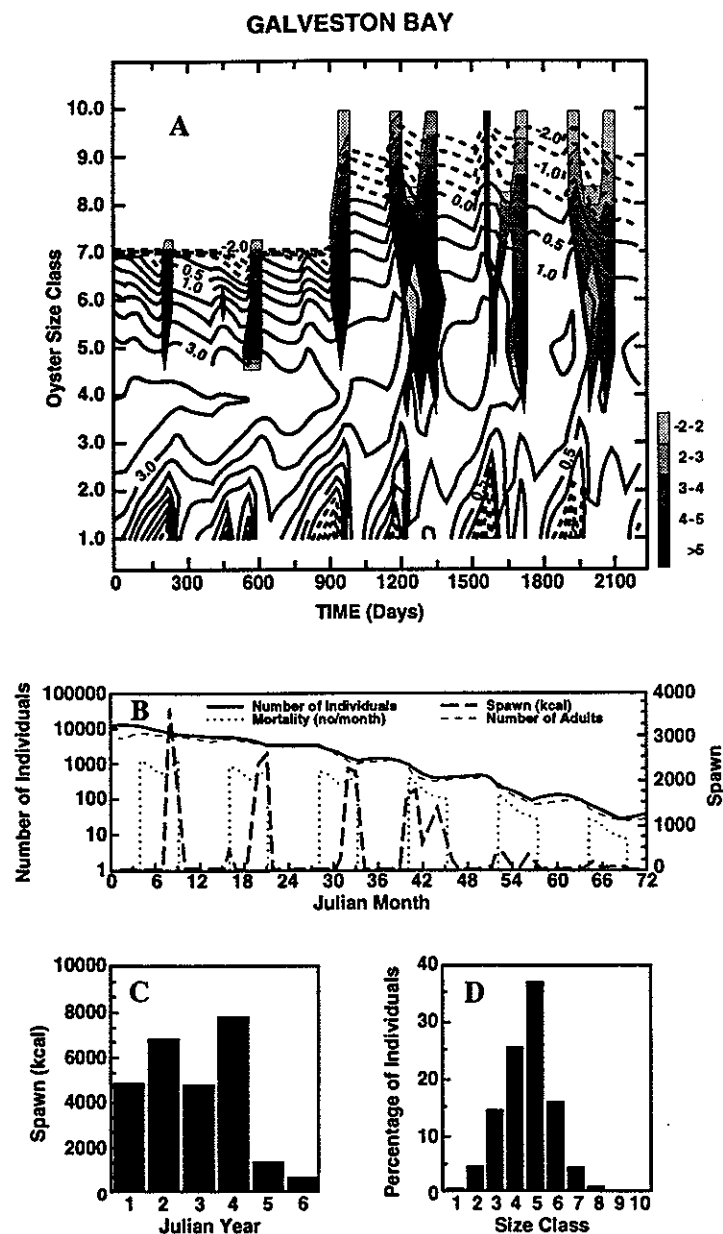 GALVESTON BAY
A
10.0
9.0
8.0
7.0
6.0
5.0
4.0
3.0
2.0
1.0
Oyster Size Class
-2.0
-1.0
0.0
0.5
1.0
-2.0
0.5
1.0
3.0
3.0
0.5
0.5
0 300 600 900 1200 1500 1800 2100
TIME (Days)
-2-2
2-3
3-4
4-5
>5
B
Number of Individuals
Mortality (no/month)
Spawn (kcal)
Number of Adults
100000
10000
1000
100
10
1
Number of Individuals
4000
3000
2000
1000
0
Spawn
0 6 12 18 24 30 36 42 48 54 60 66 72
Julian Month
C
10000
8000
6000
4000
2000
0
Spawn (kcal)
1 2 3 4 5 6
Julian Year
D
40
30
20
10
0
Percentage of Individuals
1 2 3 4 5 6 7 8 9 10
Size Class